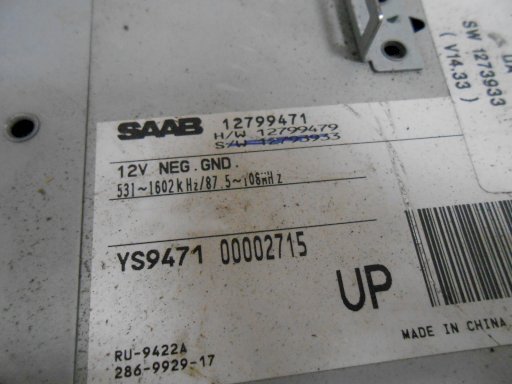 SAAB 12799471
H/W 12799479
S/W 12793933
12V NEG.GND.
531~1602kHz/87.5~108MHz
YS9471 00002715
UP
MADE IN CHINA
RU-9422A
286-9929-17
SW 1273933
( V14.33 )